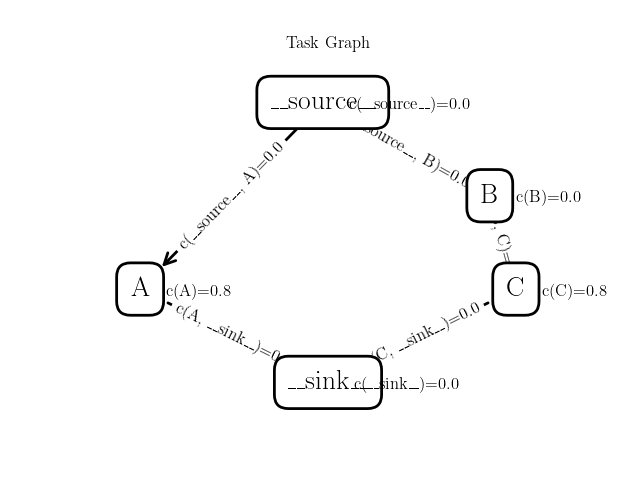 Task Graph
__source__
c(__source__)=0.0
c(__source__, A)=0.0
source__, B)=0.0
B
c(B)=0.0
, C)=
A
c(A)=0.8
C
c(C)=0.8
c(A, __sink__)=0
(C, __sink__)=0.0
__sink__
c(__sink__)=0.0